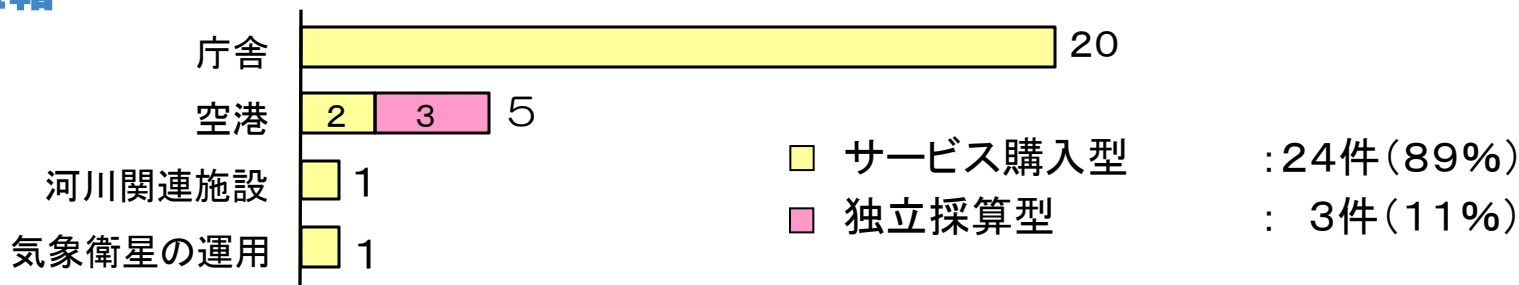 庁舎 20
空港 2 3 5
河川関連施設 1
気象衛星の運用 1
サービス購入型 :24件(89%)
独立採算型 : 3件(11%)